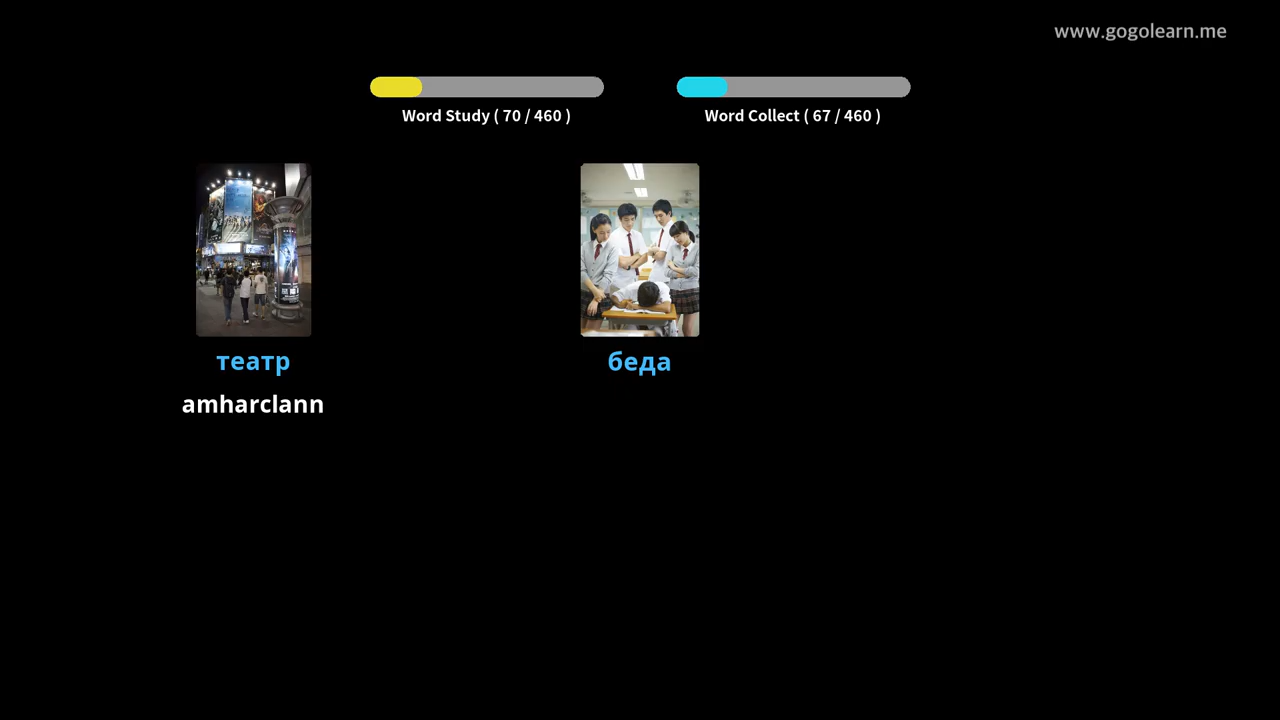 www.gogolearn.me
Word Study ( 70 / 460 )
Word Collect ( 67 / 460 )
театр
беда
amharclann